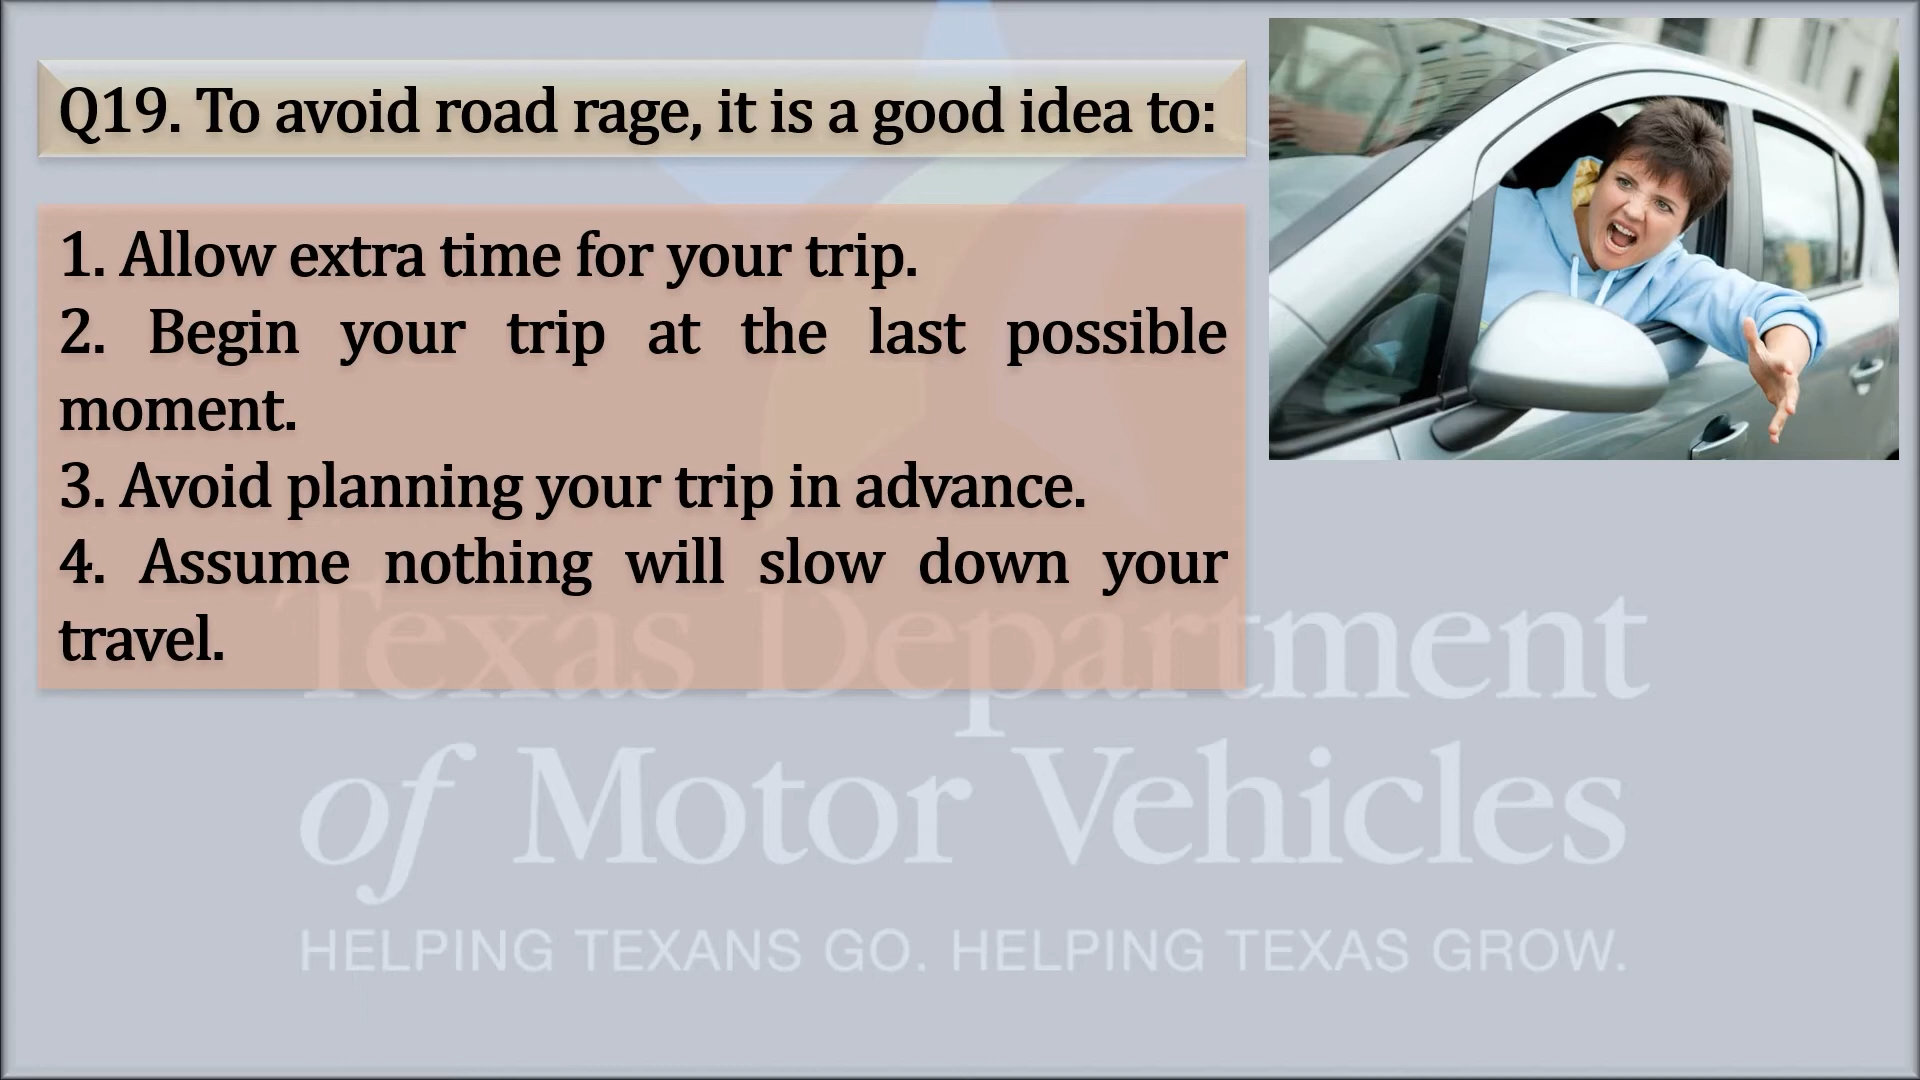 Q19. To avoid road rage, it is a good idea to:
1. Allow extra time for your trip.
2. Begin your trip at the last possible
moment.
3. Avoid planning your trip in advance.
4. Assume nothing will slow down your
travel.
Texas Department
of Motor Vehicles
HELPING TEXANS GO. HELPING TEXAS GROW.